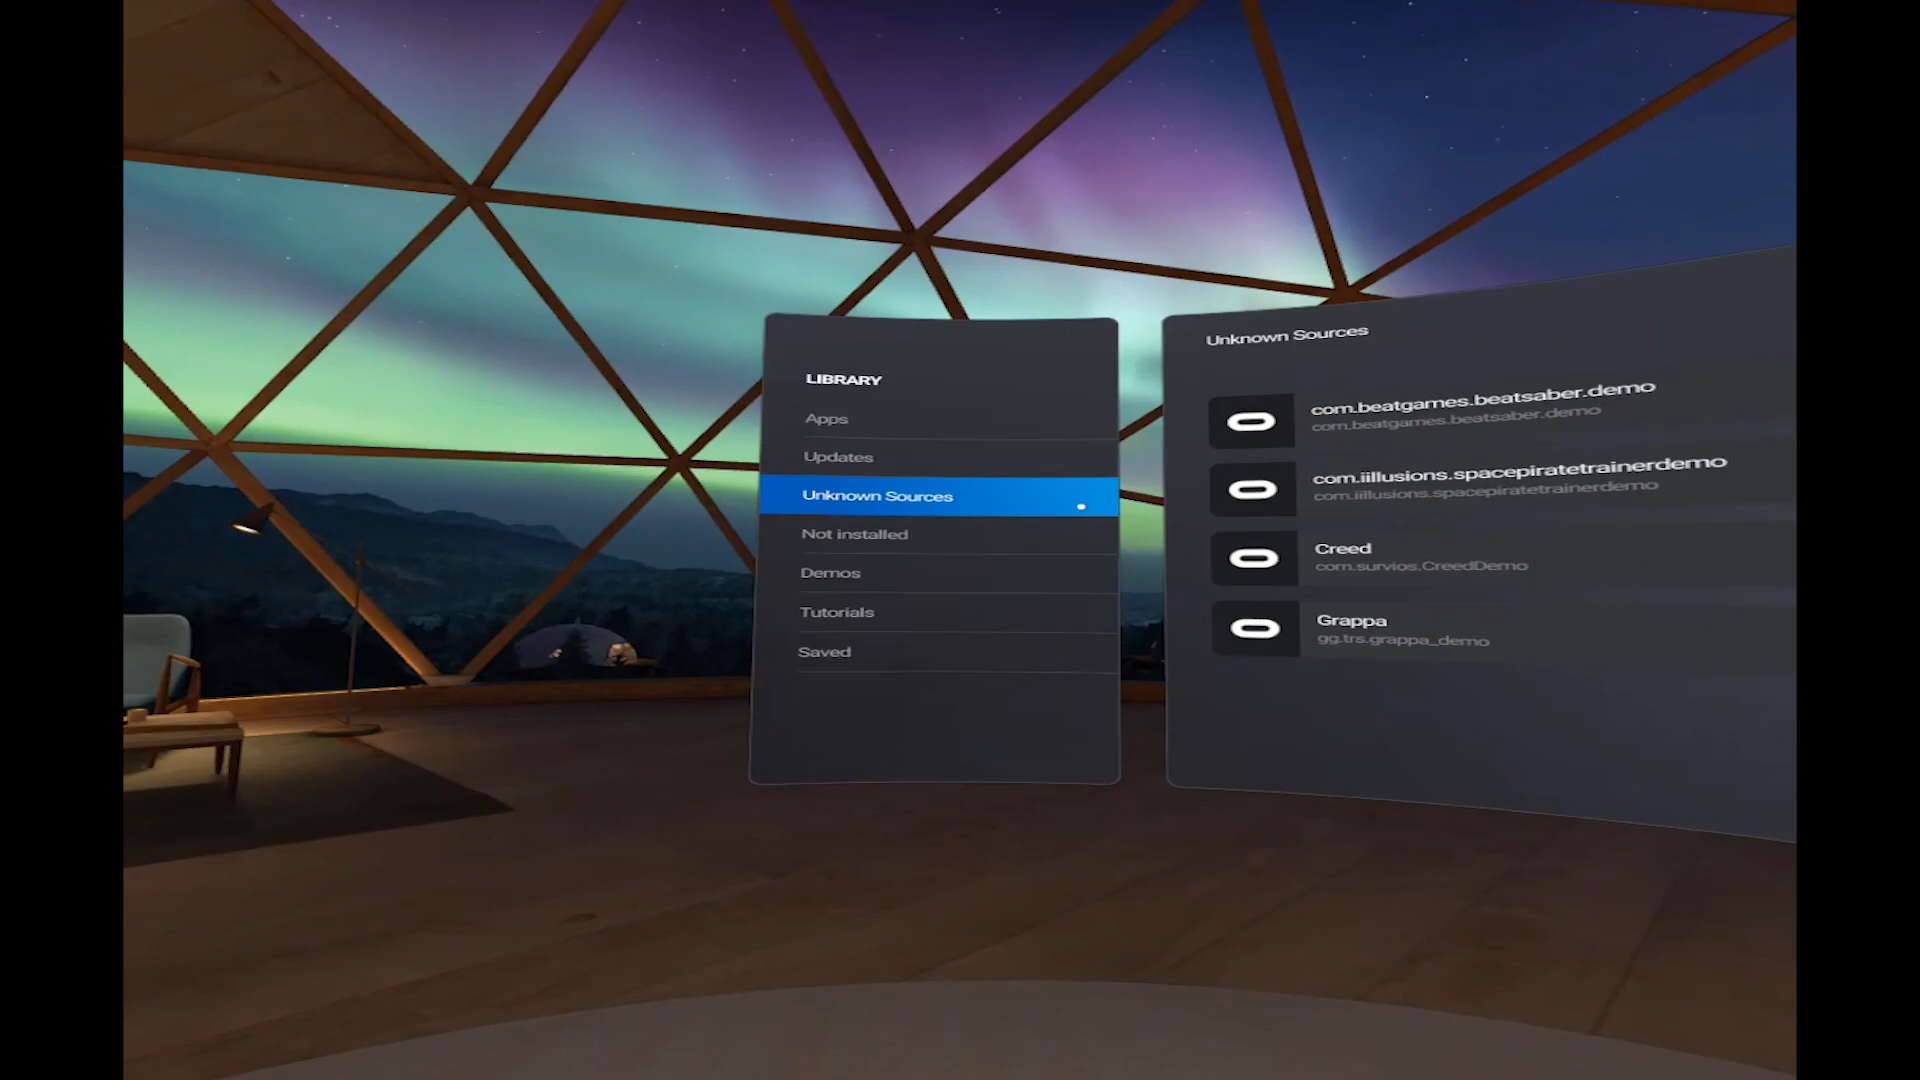 LIBRARY
Apps
Updates
Unknown Sources
Not installed
Demos
Tutorials
Saved
Unknown Sources
com.beatgames.beatsaber.demo
com.beatgames.beatsaber.demo
com.iillusions.spacepiratetrainerdemo
com.iillusions.spacepiratetrainerdemo
Creed
com.survios.CreedDemo
Grappa
gg.trs.grappa_demo